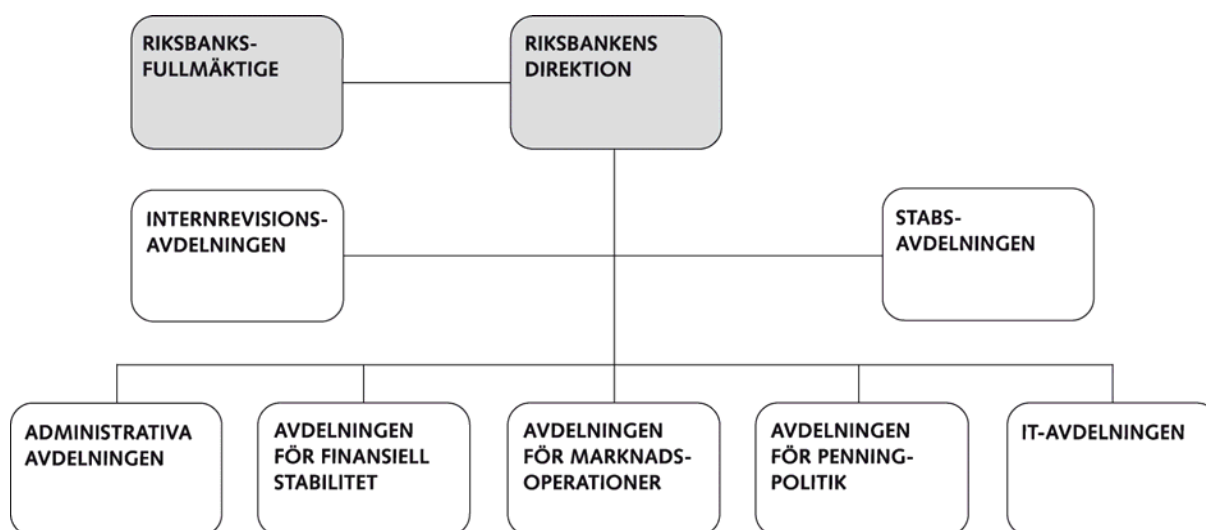 RIKSBANKS-
FULLMÄKTIGE
RIKSBANKENS
DIREKTION
INTERNREVISIONS-
AVDELNINGEN
STABS-
AVDELNINGEN
ADMINISTRATIVA
AVDELNINGEN
AVDELNINGEN
FÖR FINANSIELL
STABILITET
AVDELNINGEN
FÖR MARKNADS-
OPERATIONER
AVDELNINGEN
FÖR PENNING-
POLITIK
IT-AVDELNINGEN